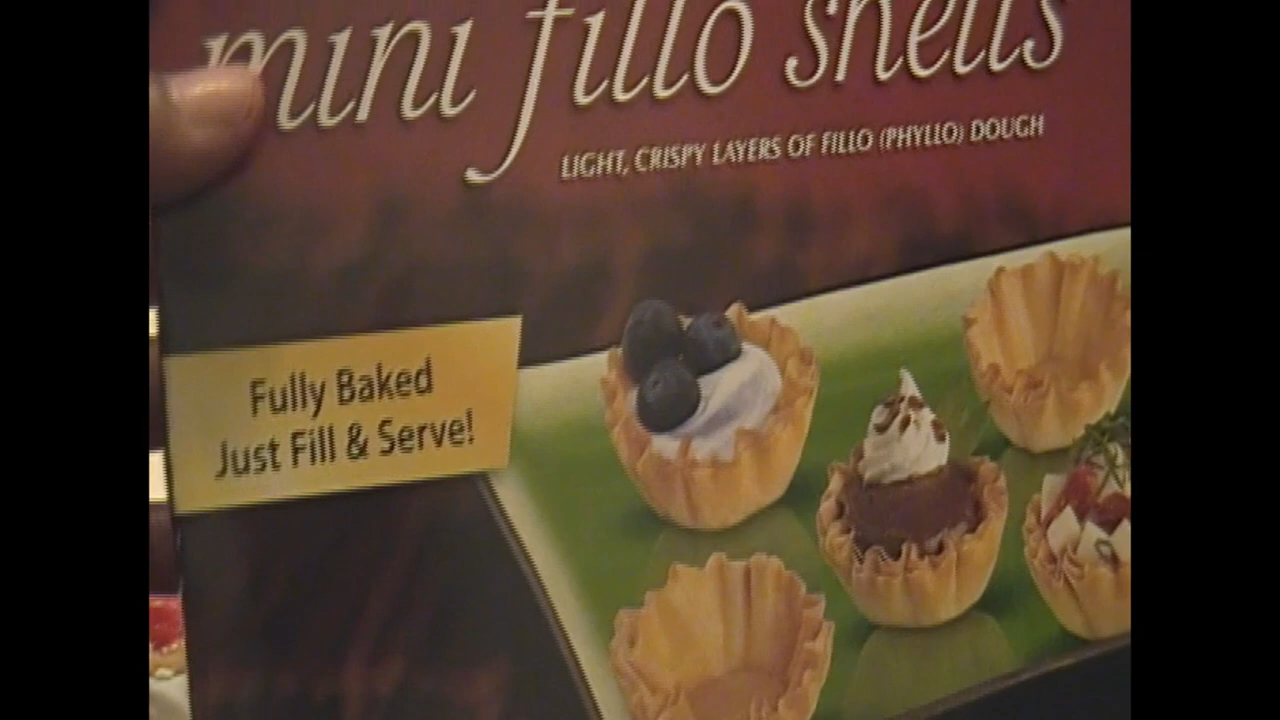 mini fillo shells
LIGHT, CRISPY LAYERS OF FILLO (PHYLLO) DOUGH
Fully Baked
Just Fill & Serve!